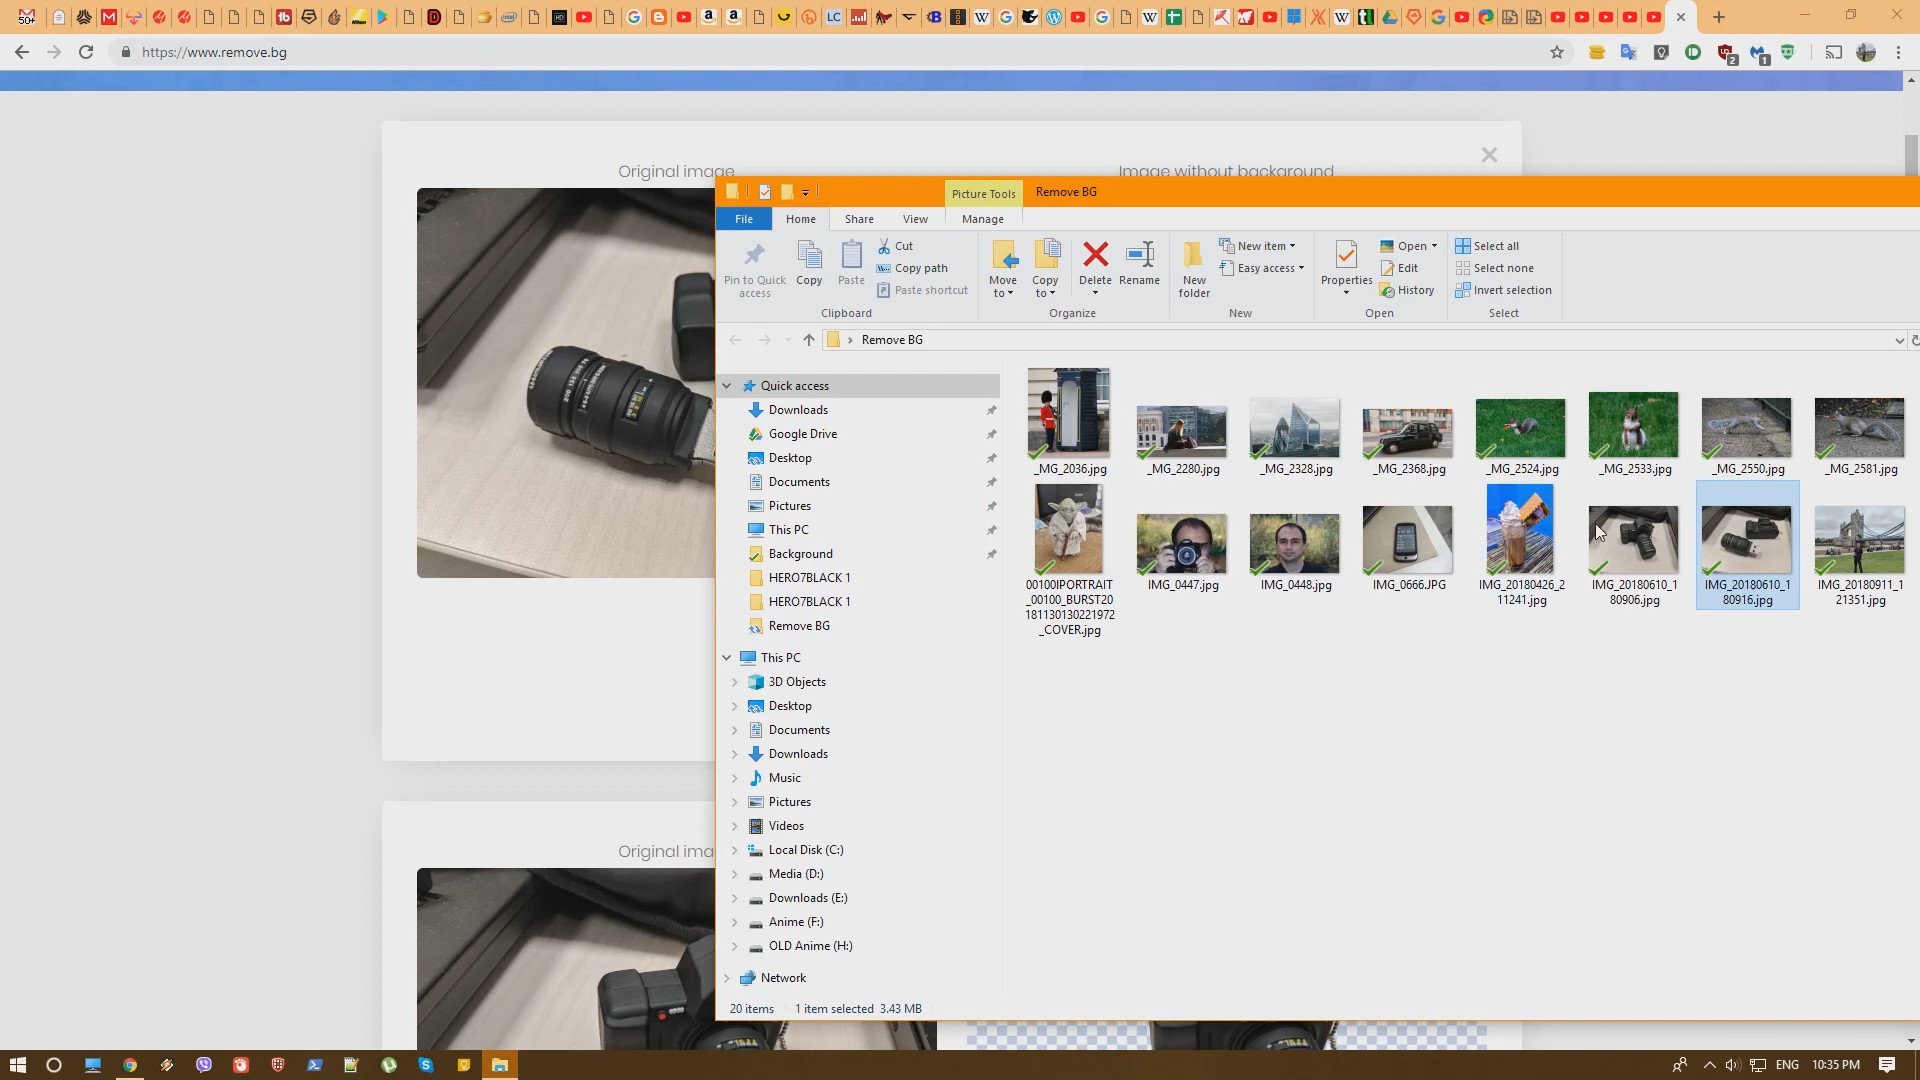 50+
https://www.remove.bg
2
1
Original image
Image without background
Picture Tools
Remove BG
File
Home
Share
View
Manage
Pin to Quick access
Copy
Paste
Cut
Copy path
Paste shortcut
Clipboard
Move to
Copy to
Delete
Rename
Organize
New folder
New item
Easy access
New
Properties
Open
Edit
History
Open
Select all
Select none
Invert selection
Select
Remove BG
Quick access
Downloads
Google Drive
Desktop
Documents
Pictures
This PC
Background
HERO7BLACK 1
HERO7BLACK 1
Remove BG
This PC
3D Objects
Desktop
Documents
Downloads
Music
Pictures
Videos
Local Disk (C:)
Media (D:)
Downloads (E:)
Anime (F:)
OLD Anime (H:)
Network
_MG_2036.jpg
_MG_2280.jpg
_MG_2328.jpg
_MG_2368.jpg
_MG_2524.jpg
_MG_2533.jpg
_MG_2550.jpg
_MG_2581.jpg
00100lPORTRAIT
_00100_BURST20
181130130221972
_COVER.jpg
IMG_0447.jpg
IMG_0448.jpg
IMG_0666.JPG
IMG_20180426_2
11241.jpg
IMG_20180610_1
80906.jpg
IMG_20180610_1
80916.jpg
IMG_20180911_1
21351.jpg
20 items
1 item selected 3.43 MB
Original ima
ENG
10:35 PM